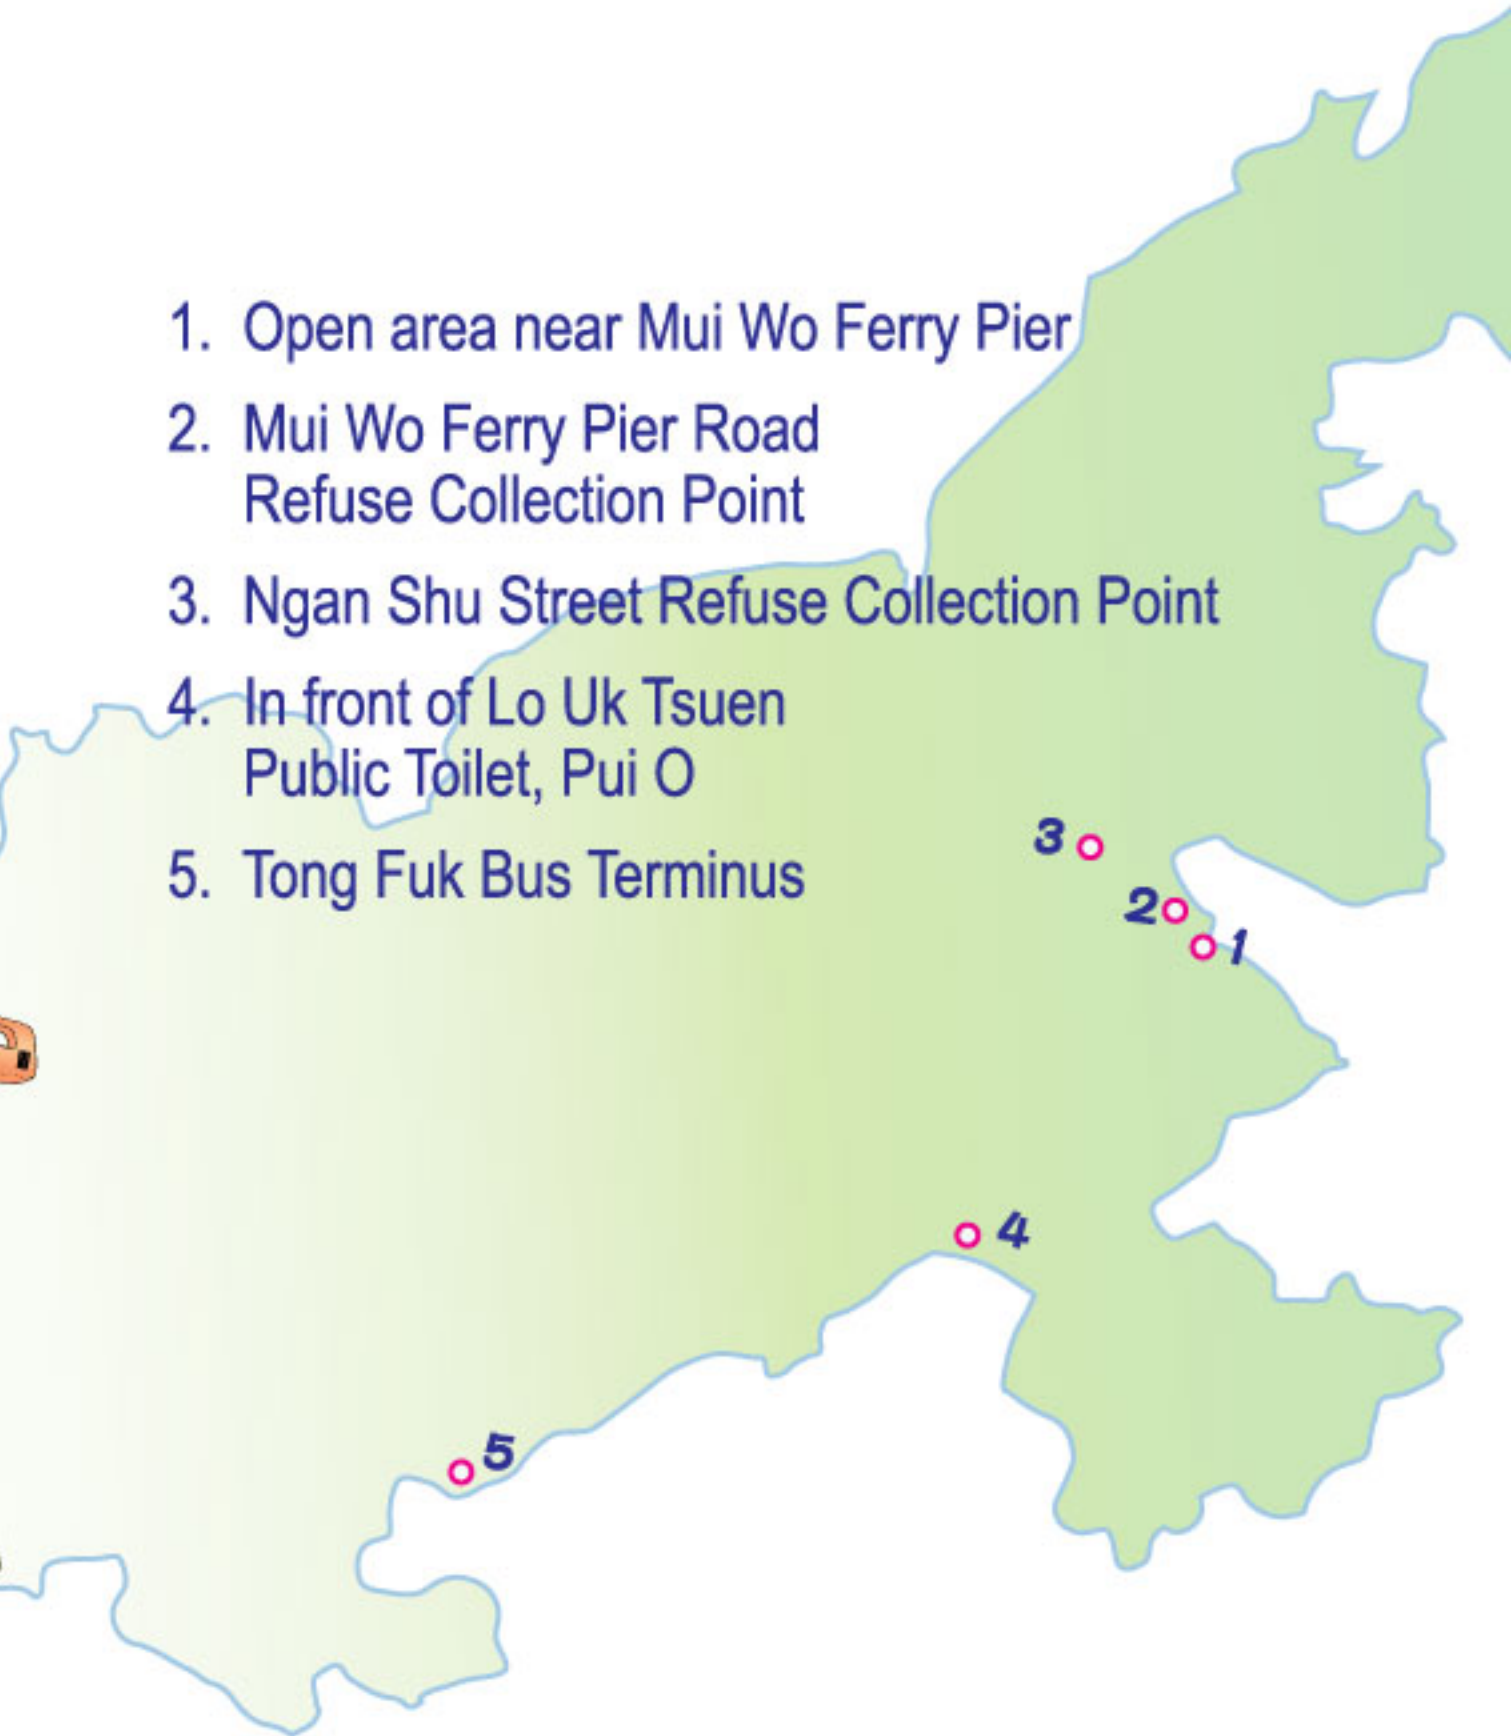 1. Open area near Mui Wo Ferry Pier
2. Mui Wo Ferry Pier Road
Refuse Collection Point
3. Ngan Shu Street Refuse Collection Point
4. In front of Lo Uk Tsuen
Public Toilet, Pui O
5. Tong Fuk Bus Terminus
3
2
1
4
5